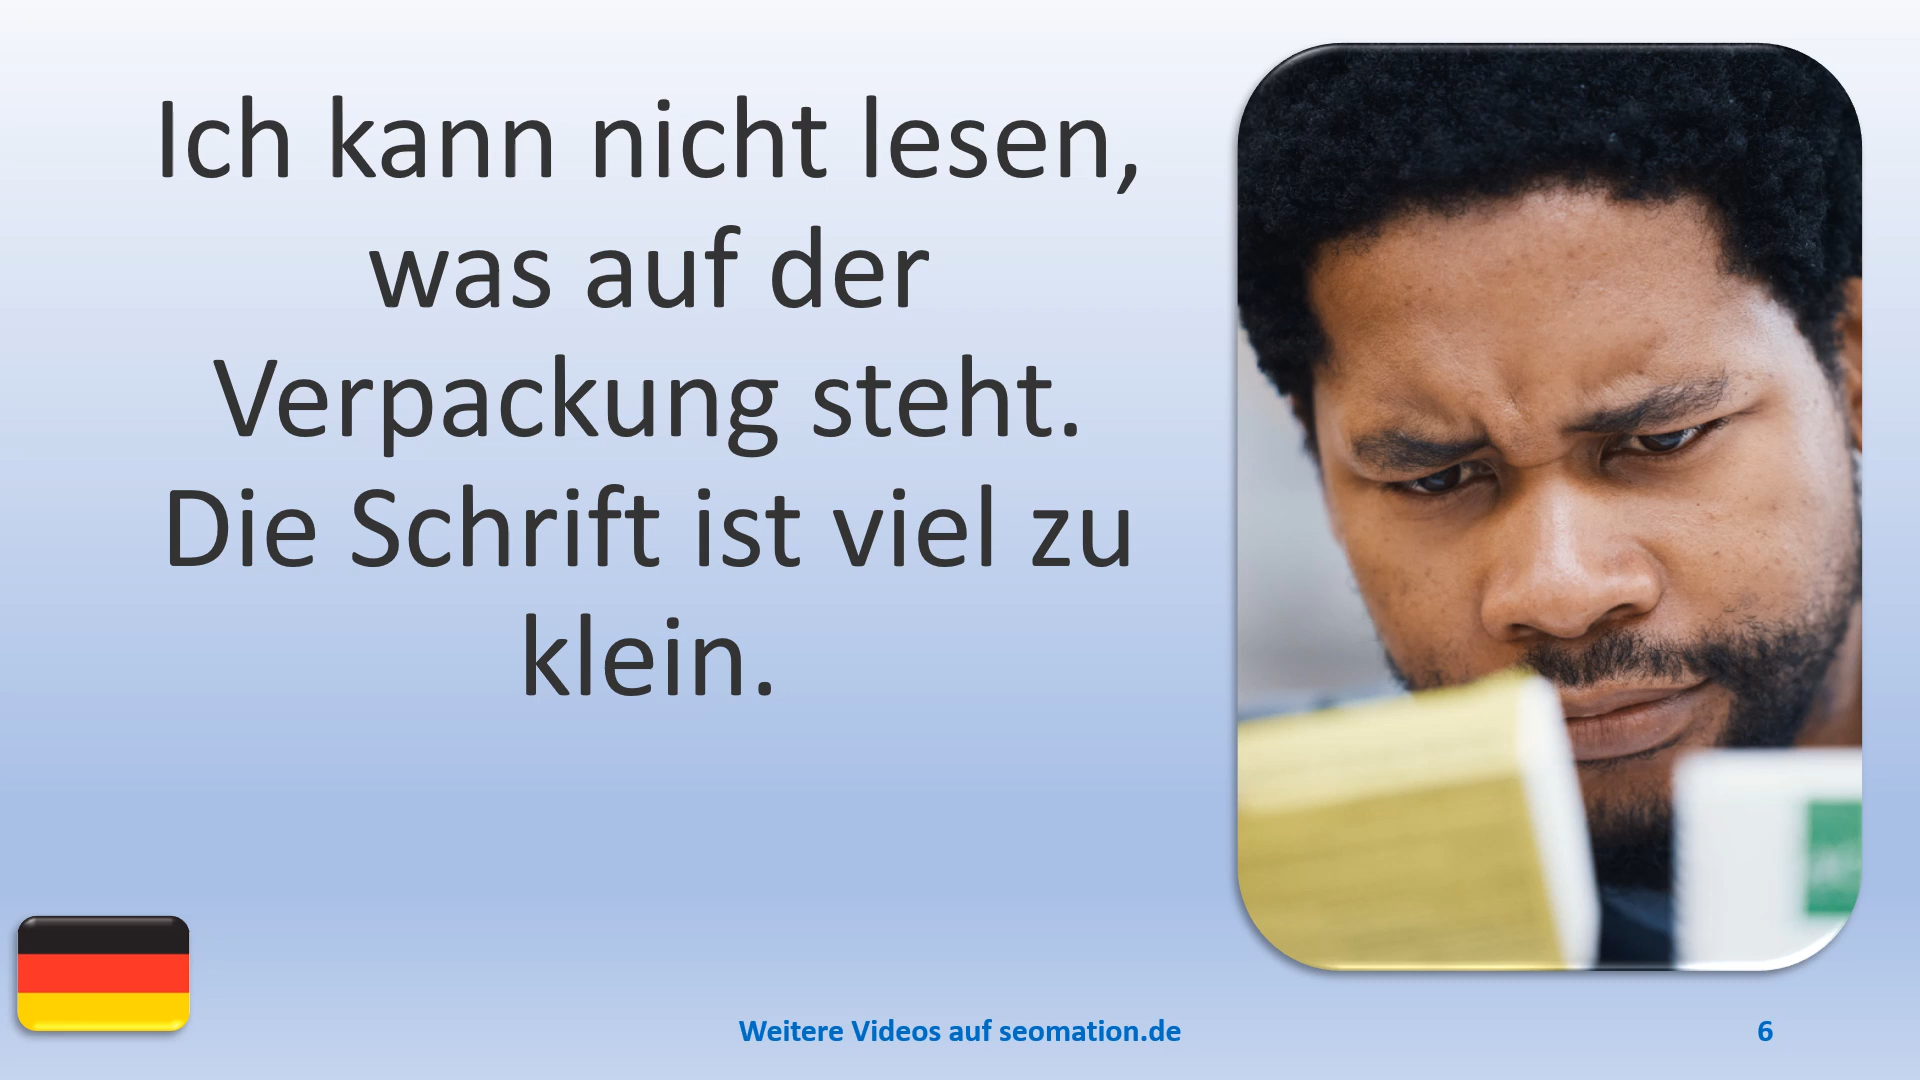 Ich kann nicht lesen,
was auf der
Verpackung steht.
Die Schrift ist viel zu
klein.
Weitere Videos auf seomation.de
6